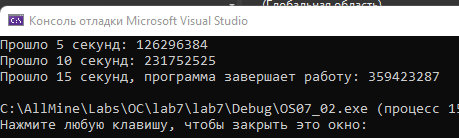 (Глобальная область)
Консоль отладки Microsoft Visual Studio
Прошло 5 секунд: 126296384
Прошло 10 секунд: 231752525
Прошло 15 секунд, программа завершает работу: 359423287
C:\AllMine\Labs\OC\lab7\lab7\Debug\OS07_02.exe (процесс 15
Нажмите любую клавишу, чтобы закрыть это окно: